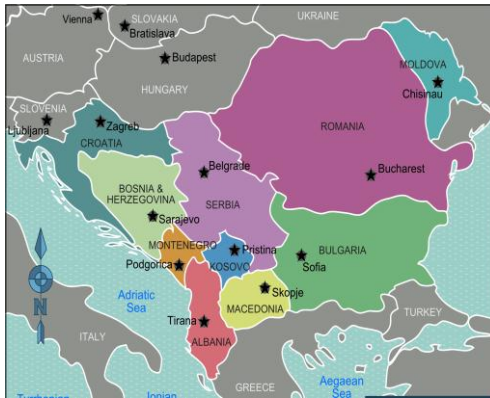 Vienna
SLOVAKIA
Bratislava
UKRAINE
AUSTRIA
Budapest
HUNGARY
MOLDOVA
Chisinau
SLOVENIA
Ljubljana
Zagreb
CROATIA
ROMANIA
Belgrade
Bucharest
BOSNIA &
HERZEGOVINA
SERBIA
Sarajevo
MONTENEGRO
Pristina
BULGARIA
Podgorica
KOSOVO
Sofia
N
Adriatic
Sea
Skopje
MACEDONIA
TURKEY
Tirana
ITALY
ALBANIA
GREECE
Aegaean
Sea
Tyrrhenian
Ionian